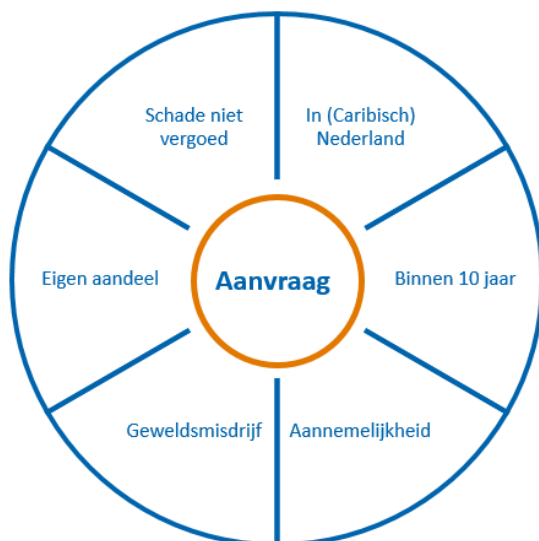 Schade niet
vergoed
In (Caribisch)
Nederland
Eigen aandeel
Aanvraag
Binnen 10 jaar
Geweldsmisdrijf
Aannemelijkheid